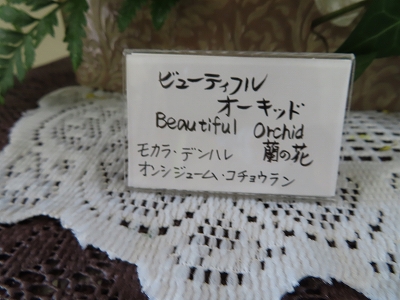 ビューティフル
オーキッド
Beautiful Orchid
モカラ・デンハレ 蘭の花
オンシジューム・コチョウラン